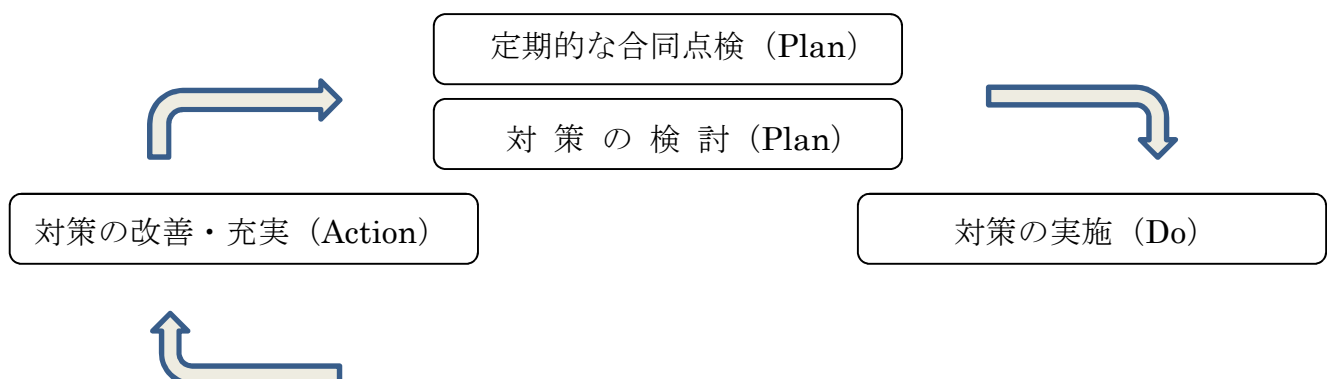 定期的な合同点検（Plan）
対 策 の 検 討（Plan）
対策の改善・充実（Action）
対策の実施（Do）